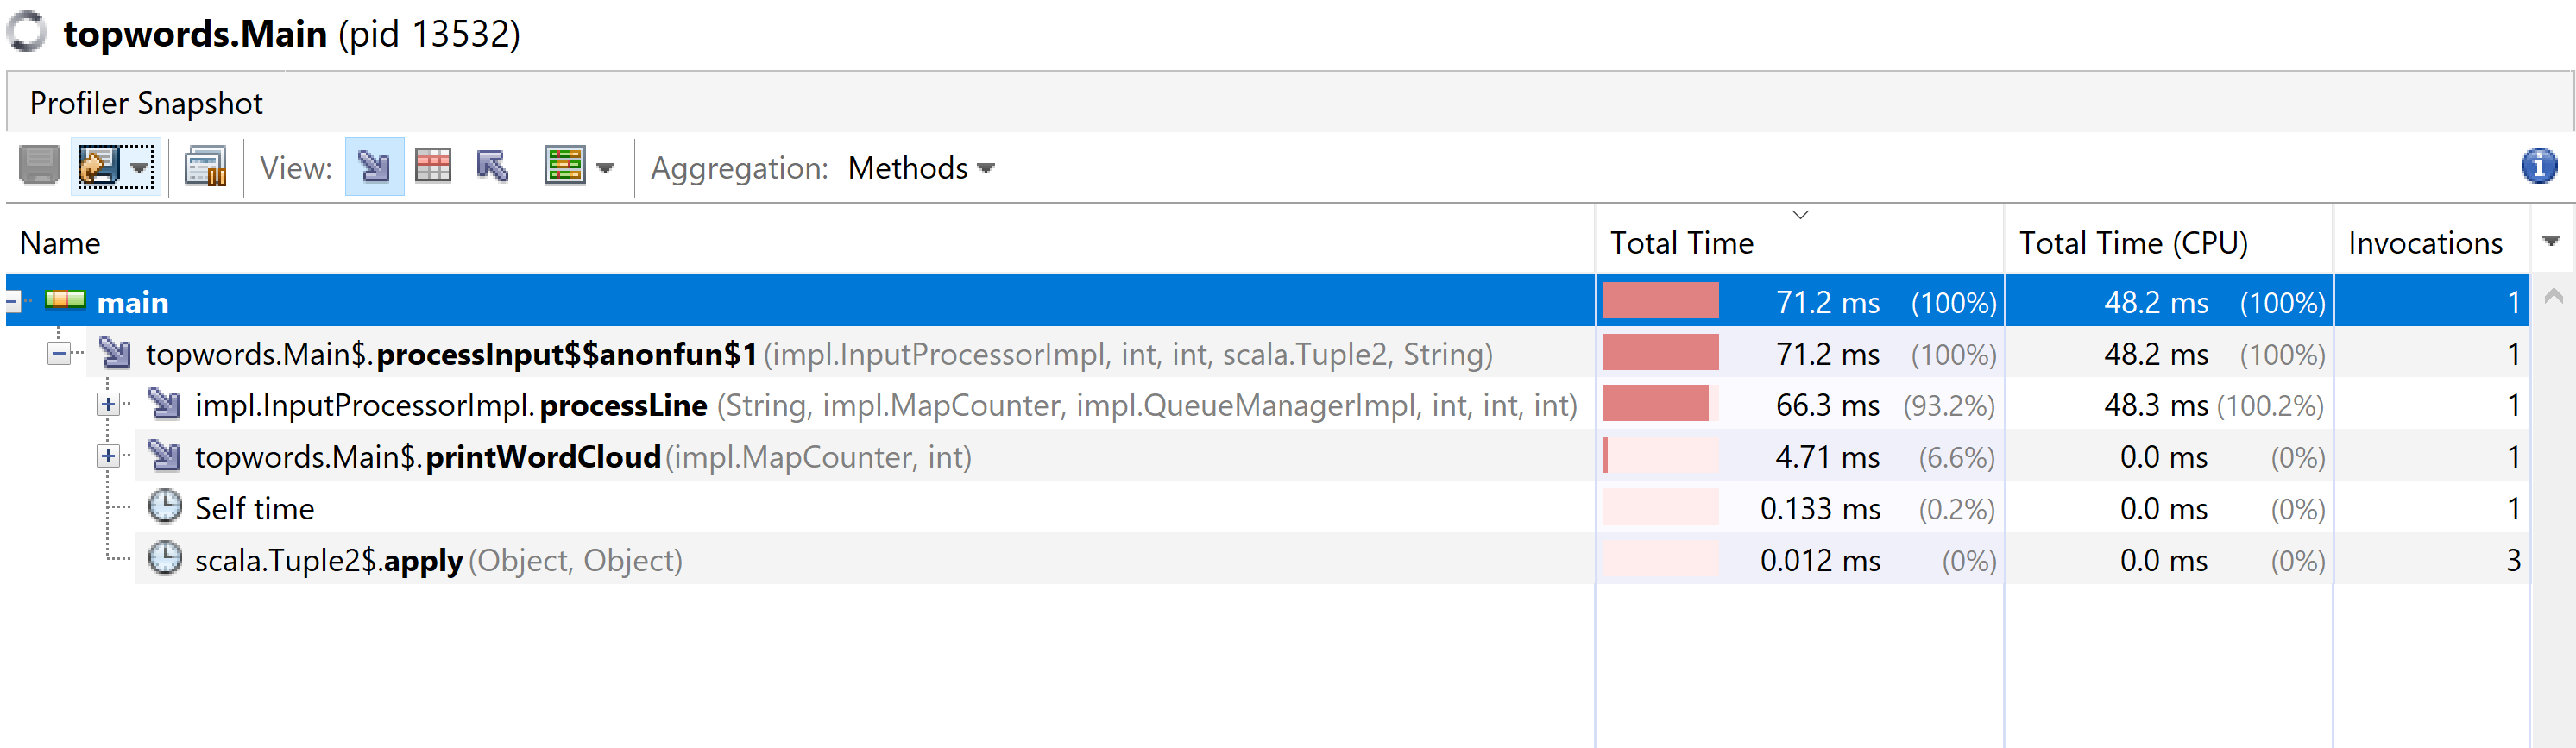 topwords.Main (pid 13532)
Profiler Snapshot
View: Aggregation: Methods
Name Total Time Total Time (CPU) Invocations
main 71.2 ms (100%) 48.2 ms (100%) 1
topwords.Main$.processInput$$anonfun$1 (impl.InputProcessorImpl, int, int, scala.Tuple2, String) 71.2 ms (100%) 48.2 ms (100%) 1
impl.InputProcessorImpl.processLine (String, impl.MapCounter, impl.QueueManagerImpl, int, int, int) 66.3 ms (93.2%) 48.3 ms (100.2%) 1
topwords.Main$.printWordCloud (impl.MapCounter, int) 4.71 ms (6.6%) 0.0 ms (0%) 1
Self time 0.133 ms (0.2%) 0.0 ms (0%) 1
scala.Tuple2$.apply (Object, Object) 0.012 ms (0%) 0.0 ms (0%) 3